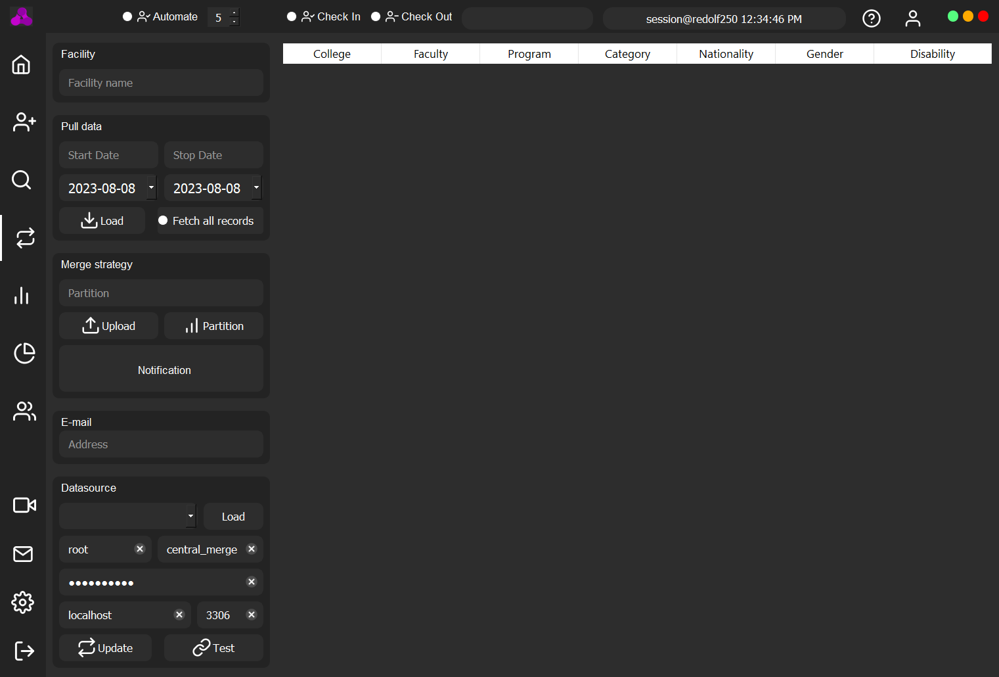 Automate 5 Check In Check Out session@redolf250 12:34:46 PM
Facility
Facility name
College Faculty Program Category Nationality Gender Disability
Pull data
Start Date Stop Date
2023-08-08 2023-08-08
Load Fetch all records
Merge strategy
Partition
Upload Partition
Notification
E-mail
Address
Datasource
Load
root central_merge
●●●●●●●●●●
localhost 3306
Update Test